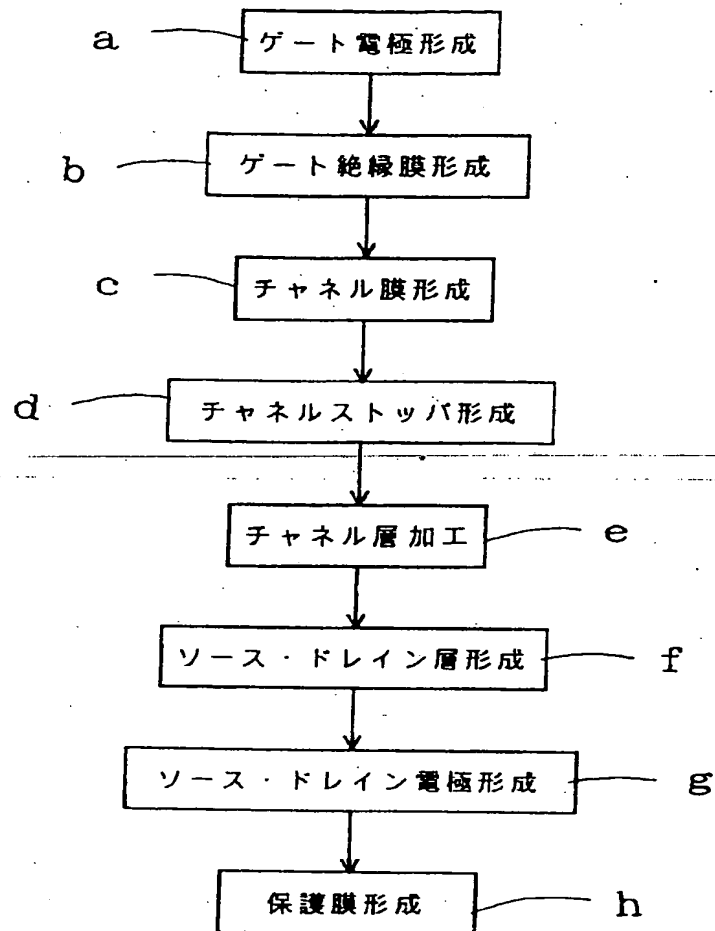 a ゲート電極形成
b ゲート絶縁膜形成
c チャネル膜形成
d チャネルストッパ形成
チャネル層加工 e
ソース・ドレイン層形成 f
ソース・ドレイン電極形成 g
保護膜形成 h